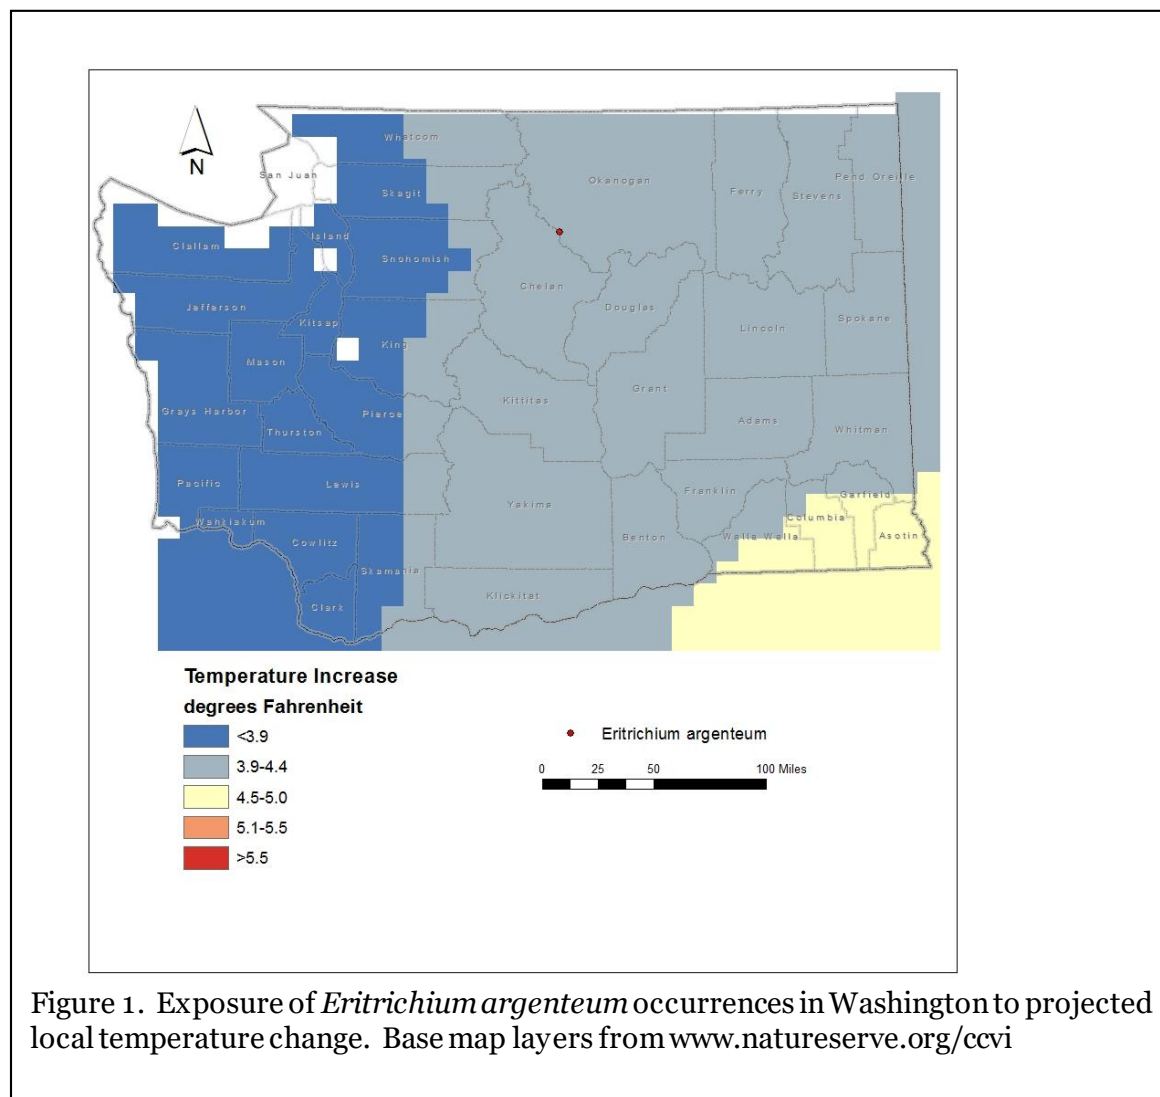 N
Whatcom
San Juan
Okanogan
Pend Oreille
Skagit
Ferry
Stevens
Island
Clallam
Snohomish
Chelan
Jefferson
Douglas
Kitsap
Lincoln
Spokane
King
Mason
Grant
Kittitas
Grays Harbor
Pierce
Adams
Thurston
Whitman
Pacific
Lewis
Franklin
Garfield
Yakima
Columbia
Wahkiakum
Benton
Walla Walla
Asotin
Cowlitz
Skamania
Klickitat
Clark
Temperature Increase
degrees Fahrenheit
<3.9
3.9-4.4
4.5-5.0
5.1-5.5
>5.5
Eritrichium argenteum
0 25 50 100 Miles
Figure 1. Exposure of Eritrichium argenteum occurrences in Washington to projected
local temperature change. Base map layers from www.natureserve.org/ccvi